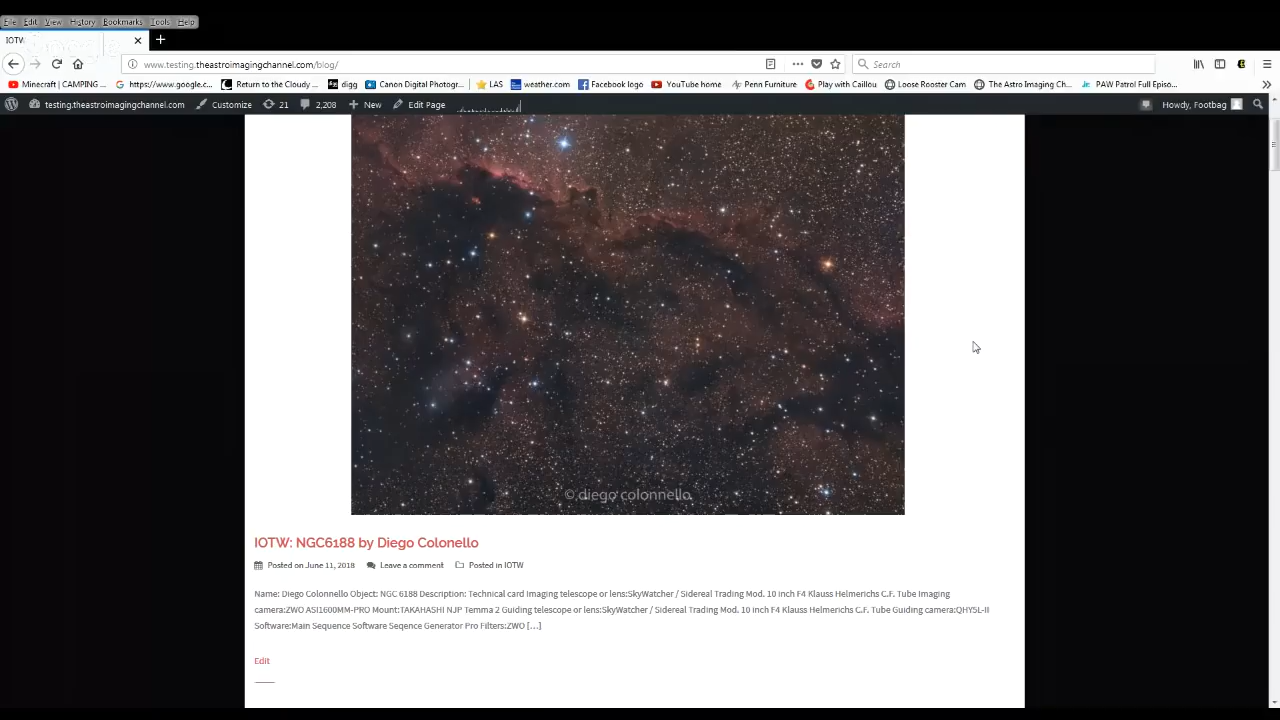 File Edit View History Bookmarks Tools Help
IOTW
www.testing.theastroimagingchannel.org/blog/
Search
Minecraft | CAMPING ... https://www.google.c... Return to the Cloudy ... digg Canon Digital Photogr... LAS weather.com Facebook logo YouTube home Penn Furniture Play with Caillou Loose Rooster Cam The Astro Imaging Ch... PAW Patrol Full Episo...
testing.theastroimagingchannel.com Customize 21 2,208 New Edit Page Howdy, Footbag
© diego colonnello
IOTW: NGC6188 by Diego Colonello
Posted on June 11, 2018 Leave a comment Posted in IOTW
Name: Diego Colonnello Object: NGC 6188 Description: Technical card Imaging telescope or lens:SkyWatcher / Sidereal Trading Mod. 10 inch F4 Klauss Helmerichs C.F. Tube Imaging
camera:ZWO ASI1600MM-PRO Mount:TAKAHASHI NJP Temma 2 Guiding telescope or lens:SkyWatcher / Sidereal Trading Mod. 10 inch F4 Klauss Helmerichs C.F. Tube Guiding camera:QHY5L-II
Software:Main Sequence Software Seqence Generator Pro Filters:ZWO […]
Edit